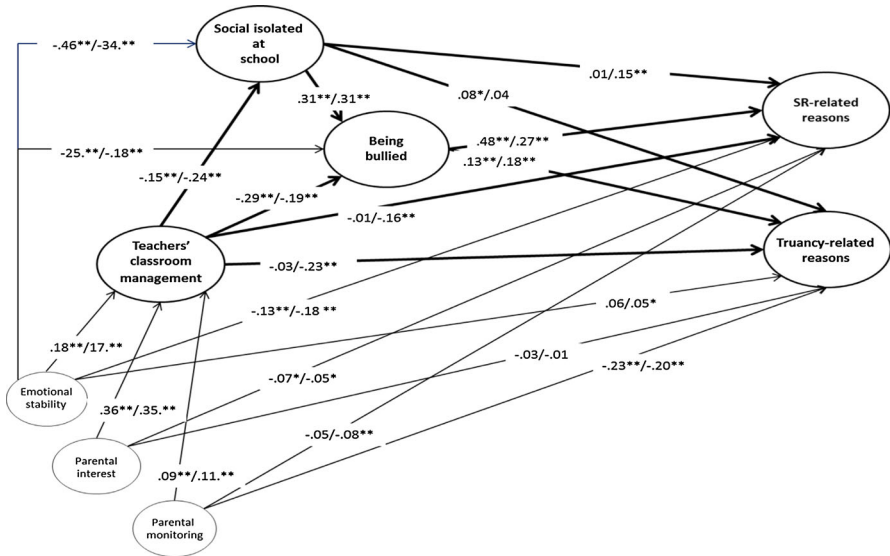 Social isolated
at
school
-.46**/-34.**
.01/.15**
.08*/.04
SR-related
reasons
.31**/.31**
Being
bullied
.48**/.27**
.13**/.18**
-25.**/-.18**
-.15**/-.24**
-.29**/-.19**
-.01/-.16**
Teachers'
classroom
management
-.03/-.23**
Truancy-related
reasons
-.13**/-.18 **
.06/.05*
.18**/17.**
-.03/-.01
-.07*/-.05*
-.23**/-.20**
Emotional
stability
.36**/.35.**
-.05/-.08**
Parental
interest
.09**/.11.**
Parental
monitoring